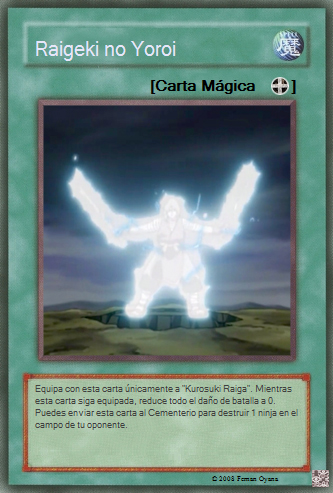 Raigeki no Yoroi
魔
[Carta Mágica ]
Equipa con esta carta únicamente a "Kurosuki Raiga". Mientras
esta carta siga equipada, reduce todo el daño de batalla a 0.
Puedes enviar esta carta al Cementerio para destruir 1 ninja en el
campo de tu oponente.
©2008 Fernan Oyana